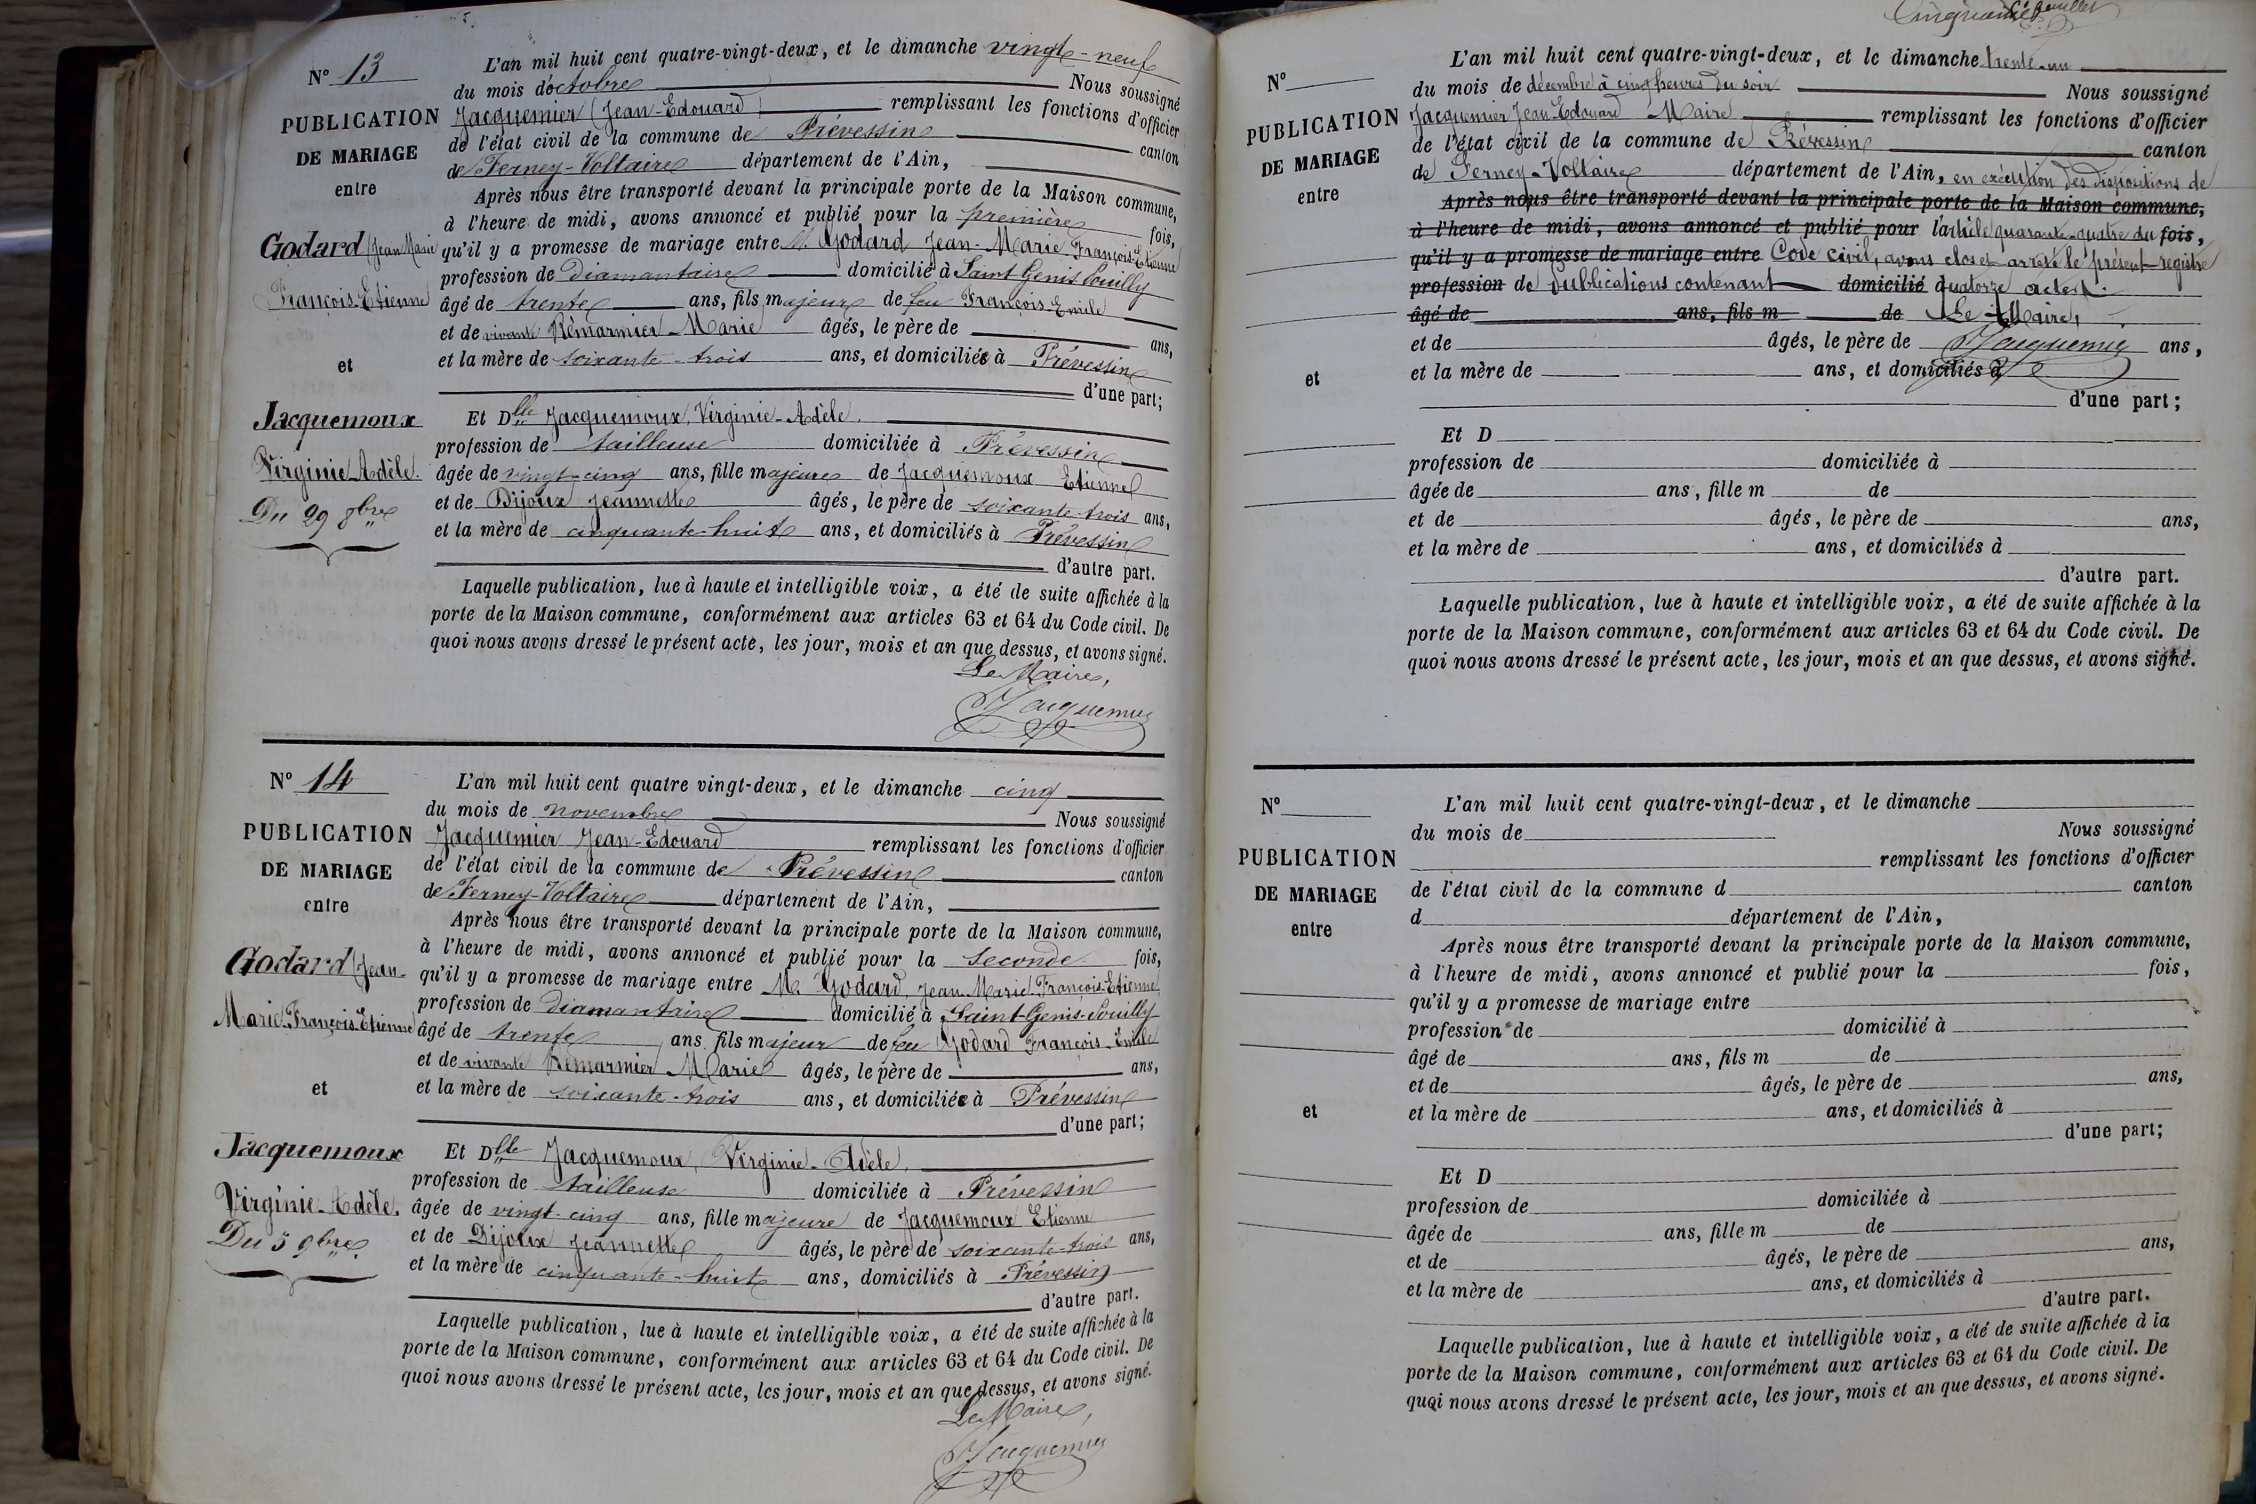 N° 13
PUBLICATION
DE MARIAGE
entre
Godard (Jean Marie
François-Etienne
et
Jacquemoux
Virginie Adèle.
Du 29 8bre
L'an mil huit cent quatre-vingt-deux, et le dimanche vingt-neuf
du mois d'octobre Nous soussigné
Jacquemier (Jean-Edouard) remplissant les fonctions d'officier
de l'état civil de la commune de Prévessin canton
de Ferney-Voltaire département de l'Ain,
Après nous être transporté devant la principale porte de la Maison commune,
à l'heure de midi, avons annoncé et publié pour la première fois,
qu'il y a promesse de mariage entre M. Godard Jean-Marie François-Etienne
profession de diamantaire domicilié à Saint Genis Pouilly
âgé de trente ans, fils majeur de feu François-Emile
et de vivante Rémarmier Marie âgés, le père de ans,
et la mère de soixante-trois ans, et domiciliée à Prévessin
d'une part;
Et Dlle Jacquemoux, Virginie-Adèle.
profession de tailleuse domiciliée à Prévessin
âgée de vingt-cinq ans, fille majeure de Jacquemoux Etienne
et de Dijoux Jeannette âgés, le père de soixante-trois ans,
et la mère de cinquante-huit ans, et domiciliés à Prévessin
d'autre part.
Laquelle publication, lue à haute et intelligible voix, a été de suite affichée à la
porte de la Maison commune, conformément aux articles 63 et 64 du Code civil. De
quoi nous avons dressé le présent acte, les jour, mois et an que dessus, et avons signé.
Le Maire,
Jacquemier
N° 14
PUBLICATION
DE MARIAGE
entre
Godard (Jean-
Marie François-Etienne
et
Jacquemoux
Virginie-Adèle.
Du 5 9bre
L'an mil huit cent quatre vingt-deux, et le dimanche cinq
du mois de novembre Nous soussigné
Jacquemier Jean-Edouard remplissant les fonctions d'officier
de l'état civil de la commune de Prévessin canton
de Ferney-Voltaire département de l'Ain,
Après nous être transporté devant la principale porte de la Maison commune,
à l'heure de midi, avons annoncé et publié pour la seconde fois,
qu'il y a promesse de mariage entre M. Godard, Jean-Marie-François-Etienne
profession de diamantaire domicilié à Saint-Genis-Pouilly
âgé de trente ans, fils majeur de feu Godard François-Emile
et de vivante Rémarmier Marie âgés, le père de ans,
et la mère de soixante-trois ans, et domiciliée à Prévessin
d'une part;
Et Dlle Jacquemoux, Virginie-Adèle.
profession de tailleuse domiciliée à Prévessin
âgée de vingt-cinq ans, fille majeure de Jacquemoux Etienne
et de Dijoux Jeannette âgés, le père de soixante-trois ans,
et la mère de cinquante-huit ans, domiciliés à Prévessin
d'autre part.
Laquelle publication, lue à haute et intelligible voix, a été de suite affichée à la
porte de la Maison commune, conformément aux articles 63 et 64 du Code civil. De
quoi nous avons dressé le présent acte, les jour, mois et an que dessus, et avons signé.
Le Maire,
Jacquemier
feuillet
N°
PUBLICATION
DE MARIAGE
entre
et
L'an mil huit cent quatre-vingt-deux, et le dimanche trente-un
du mois de décembre à cinq heures du soir Nous soussigné
Jacquemier Jean-Edouard Maire remplissant les fonctions d'officier
de l'état civil de la commune de Prévessin canton
de Ferney-Voltaire département de l'Ain, en exécution des dispositions de
Après nous être transporté devant la principale porte de la Maison commune,
à l'heure de midi, avons annoncé et publié pour l'article quarante-quatre du fois,
qu'il y a promesse de mariage entre Code civil, avons clos et arrêté le présent registre
profession de publications contenant domicilié quatorze actes.
âgé de ans, fils m de Le Maire,
et de âgés, le père de Jacquemier ans,
et la mère de ans, et domiciliés à
d'une part;
Et D
profession de domiciliée à
âgée de ans, fille m de
et de âgés, le père de ans,
et la mère de ans, et domiciliés à
d'autre part.
Laquelle publication, lue à haute et intelligible voix, a été de suite affichée à la
porte de la Maison commune, conformément aux articles 63 et 64 du Code civil. De
quoi nous avons dressé le présent acte, les jour, mois et an que dessus, et avons signé.
N°
PUBLICATION
DE MARIAGE
entre
et
L'an mil huit cent quatre-vingt-deux, et le dimanche
du mois de Nous soussigné
remplissant les fonctions d'officier
de l'état civil de la commune d canton
d département de l'Ain,
Après nous être transporté devant la principale porte de la Maison commune,
à l'heure de midi, avons annoncé et publié pour la fois,
qu'il y a promesse de mariage entre
profession de domicilié à
âgé de ans, fils m de
et de âgés, le père de ans,
et la mère de ans, et domiciliés à
d'une part;
Et D
profession de domiciliée à
âgée de ans, fille m de
et de âgés, le père de ans,
et la mère de ans, et domiciliés à
d'autre part.
Laquelle publication, lue à haute et intelligible voix, a été de suite affichée à la
porte de la Maison commune, conformément aux articles 63 et 64 du Code civil. De
quoi nous avons dressé le présent acte, les jour, mois et an que dessus, et avons signé.